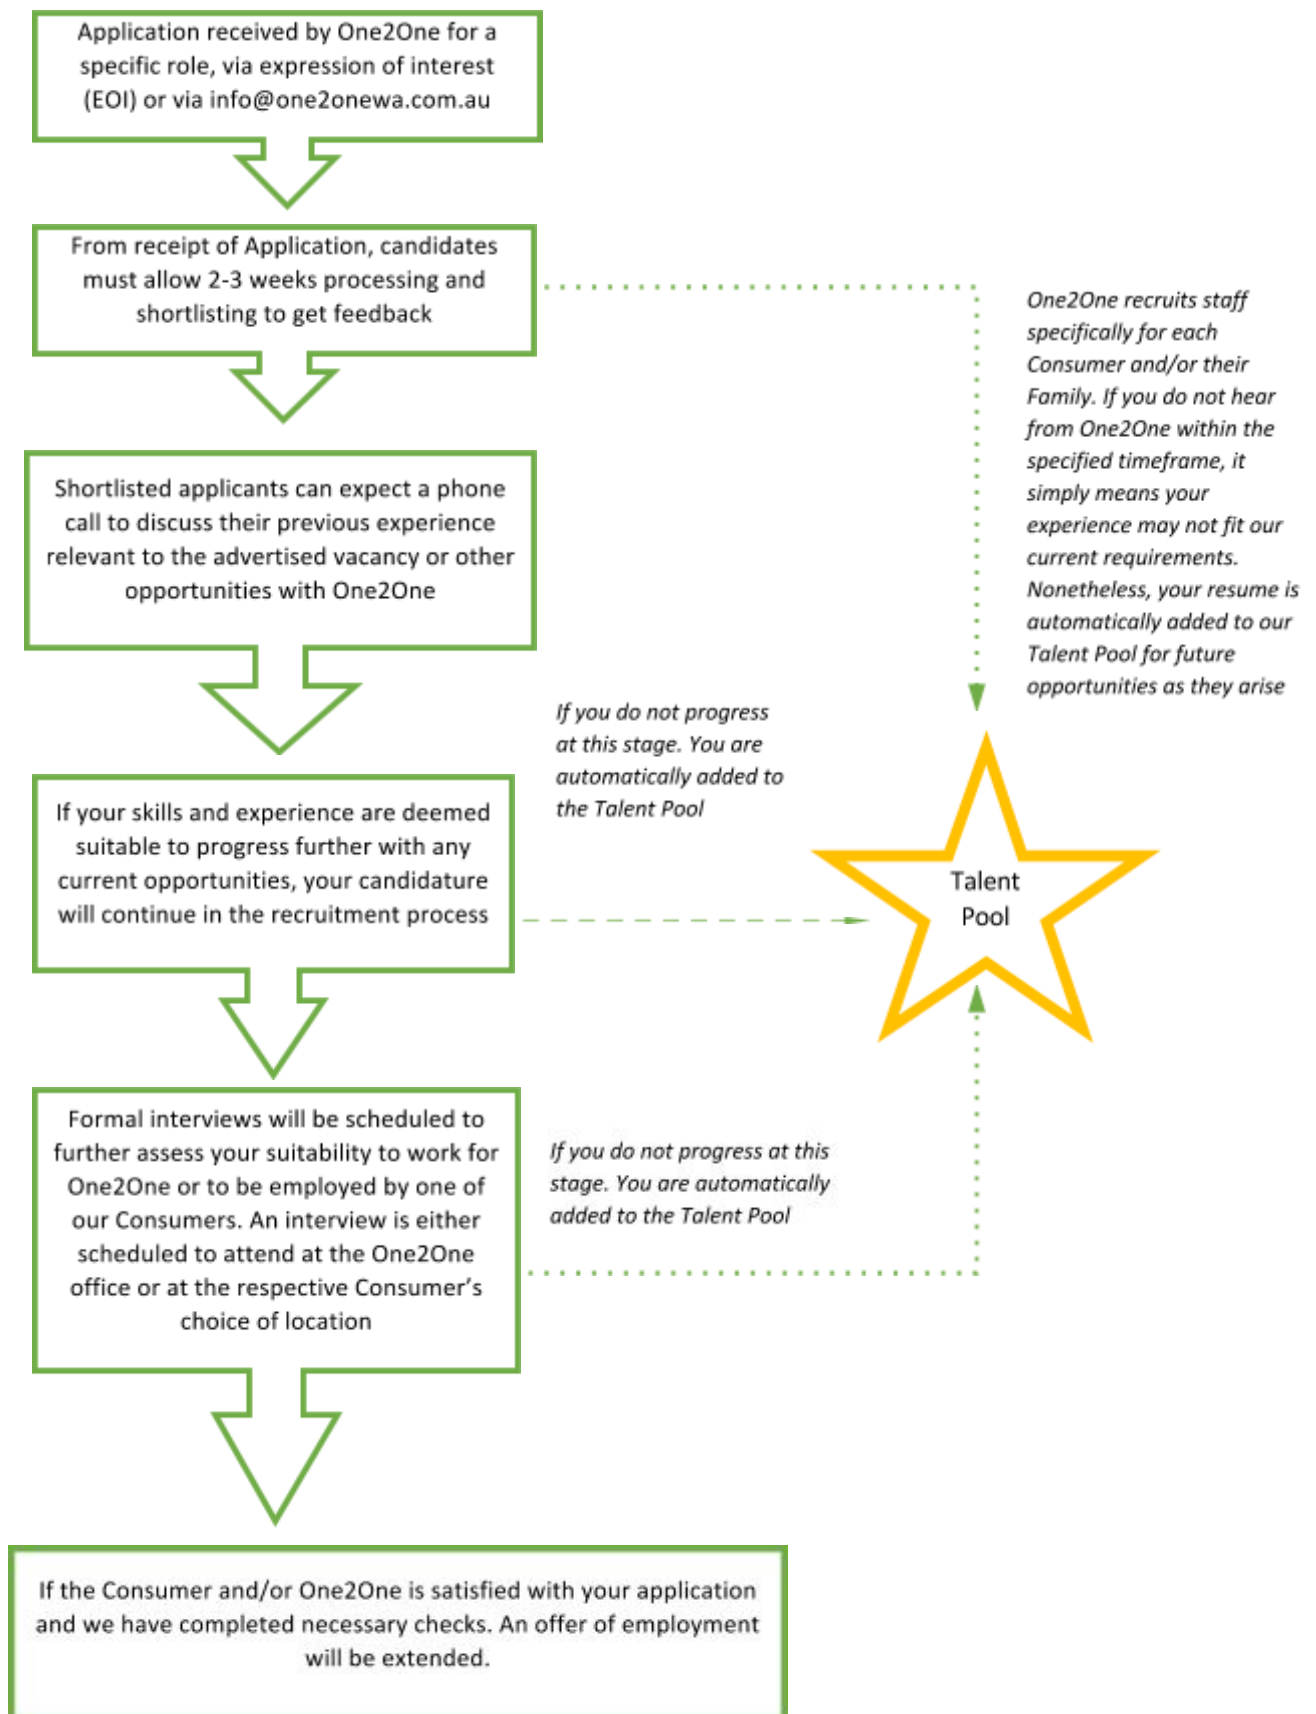 Application received by One2One for a
specific role, via expression of interest
(EOI) or via info@one2onewa.com.au
From receipt of Application, candidates
must allow 2-3 weeks processing and
shortlisting to get feedback
One2One recruits staff
specifically for each
Consumer and/or their
Family. If you do not hear
from One2One within the
specified timeframe, it
simply means your
experience may not fit our
current requirements.
Nonetheless, your resume is
automatically added to our
Talent Pool for future
opportunities as they arise
Shortlisted applicants can expect a phone
call to discuss their previous experience
relevant to the advertised vacancy or other
opportunities with One2One
If you do not progress
at this stage. You are
automatically added to
the Talent Pool
If your skills and experience are deemed
suitable to progress further with any
current opportunities, your candidature
will continue in the recruitment process
Talent
Pool
Formal interviews will be scheduled to
further assess your suitability to work for
One2One or to be employed by one of
our Consumers. An interview is either
scheduled to attend at the One2One
office or at the respective Consumer's
choice of location
If you do not progress at this
stage. You are automatically
added to the Talent Pool
If the Consumer and/or One2One is satisfied with your application
and we have completed necessary checks. An offer of employment
will be extended.